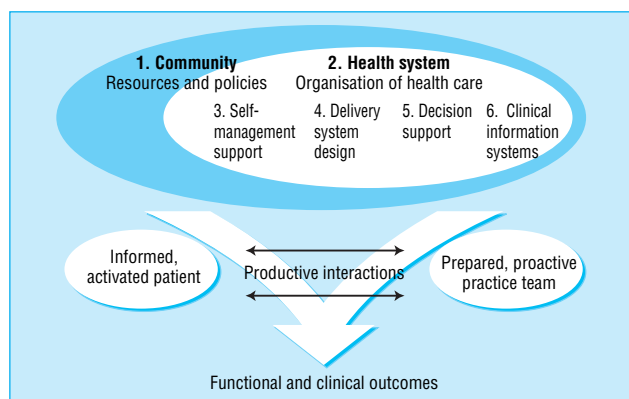 1. Community
Resources and policies
2. Health system
Organisation of health care
3. Self-
management
support
4. Delivery
system
design
5. Decision
support
6. Clinical
information
systems
Informed,
activated patient
Productive interactions
Prepared, proactive
practice team
Functional and clinical outcomes